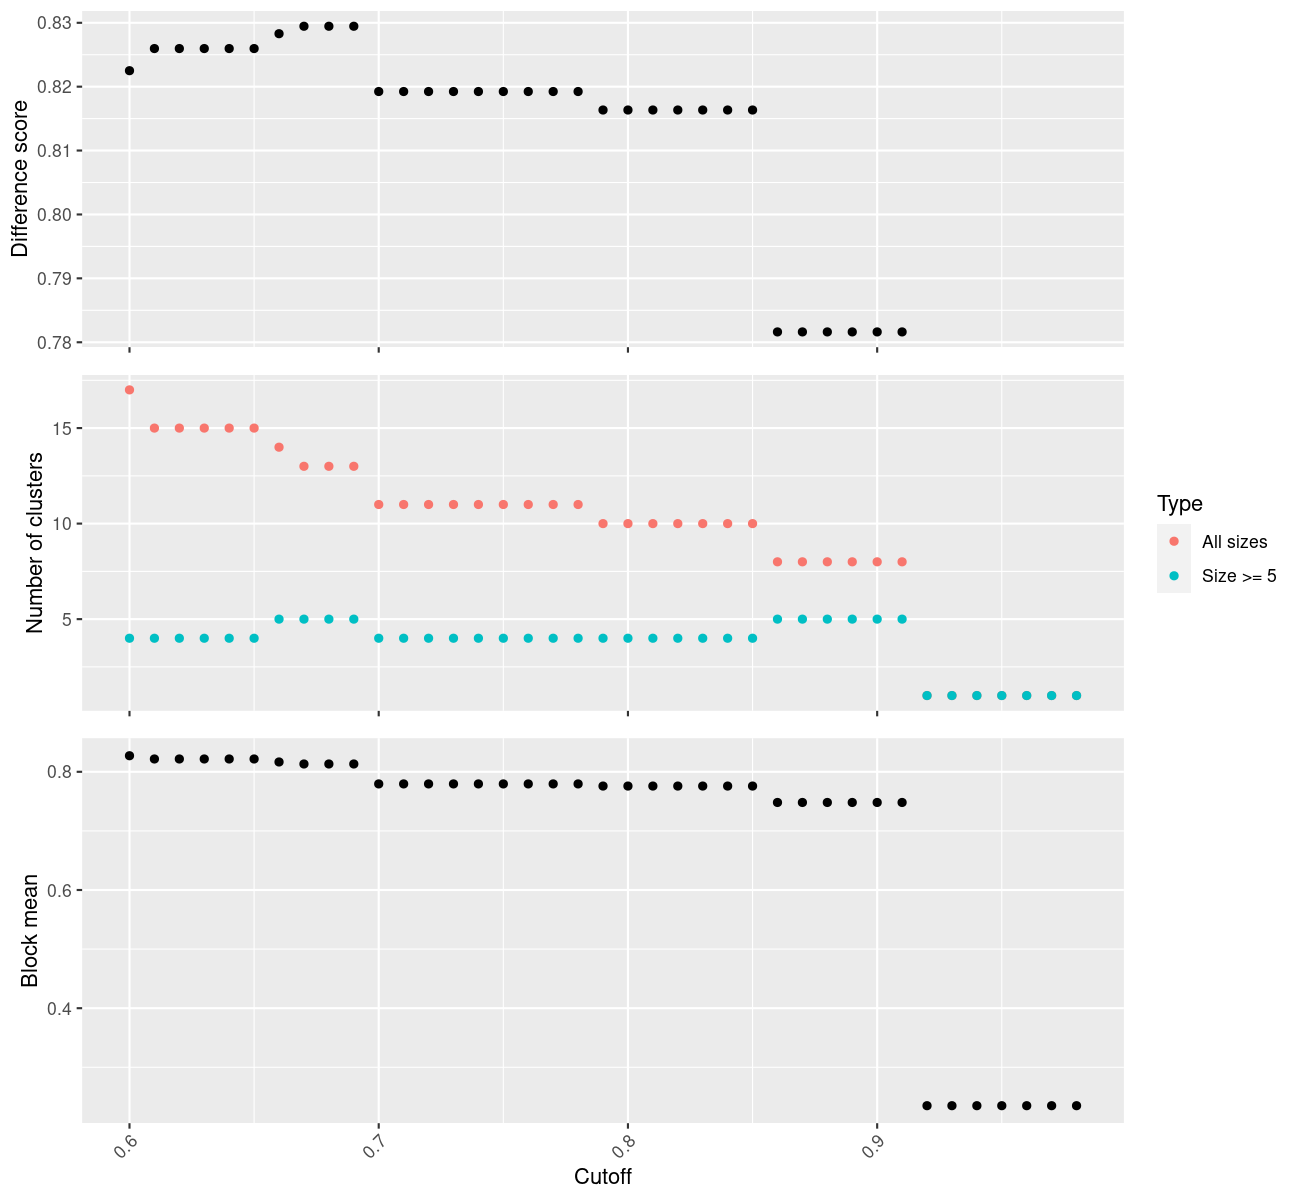 Difference score
0.83
0.82
0.81
0.80
0.79
0.78
Number of clusters
15
10
5
Type
All sizes
Size >= 5
Block mean
0.8
0.6
0.4
0.6
0.7
0.8
0.9
Cutoff